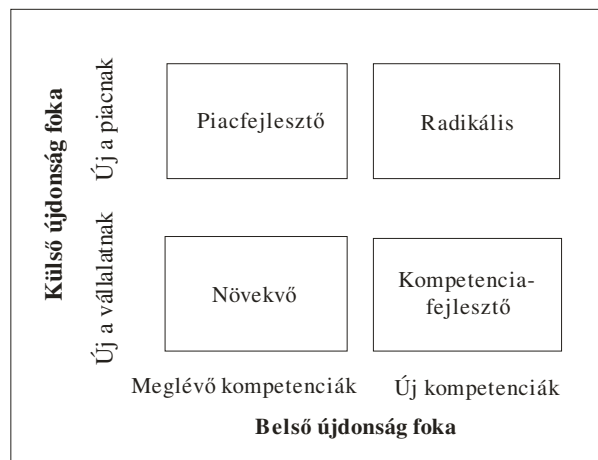 Külső újdonság foka
Új a piacnak
Piacfejlesztő
Radikális
Új a vállalatnak
Növekvő
Kompetencia-
fejlesztő
Meglévő kompetenciák
Új kompetenciák
Belső újdonság foka